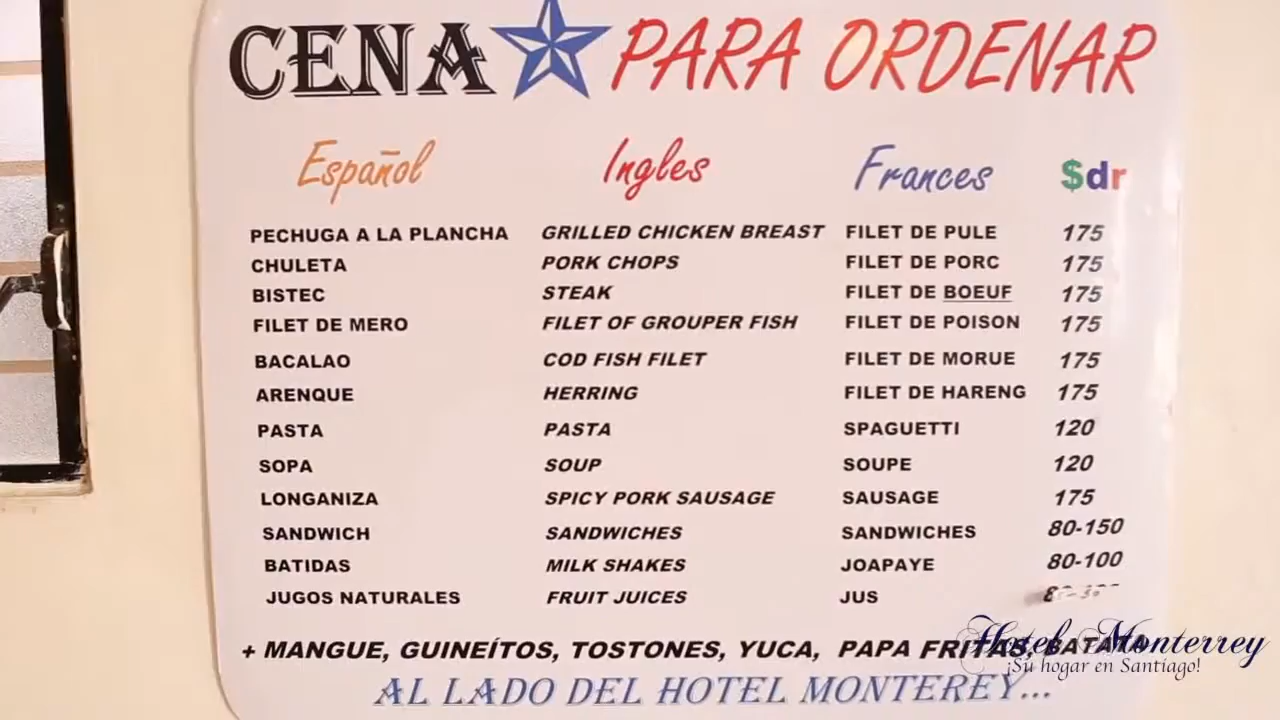 CENA PARA ORDENAR
Español Ingles Frances $dr
PECHUGA A LA PLANCHA GRILLED CHICKEN BREAST FILET DE PULE 175
CHULETA PORK CHOPS FILET DE PORC 175
BISTEC STEAK FILET DE BOEUF 175
FILET DE MERO FILET OF GROUPER FISH FILET DE POISON 175
BACALAO COD FISH FILET FILET DE MORUE 175
ARENQUE HERRING FILET DE HARENG 175
PASTA PASTA SPAGUETTI 120
SOPA SOUP SOUPE 120
LONGANIZA SPICY PORK SAUSAGE SAUSAGE 175
SANDWICH SANDWICHES SANDWICHES 80-150
BATIDAS MILK SHAKES JOAPAYE 80-100
JUGOS NATURALES FRUIT JUICES JUS
+ MANGUE, GUINEÍTOS, TOSTONES, YUCA, PAPA FRITAS,
Hotel Monterrey
¡Su hogar en Santiago!
AL LADO DEL HOTEL MONTEREY...